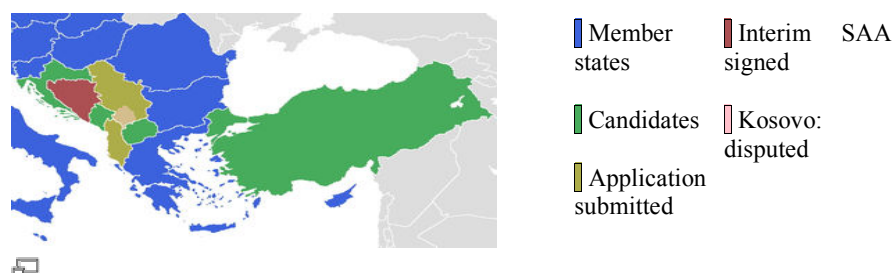 Member states
Candidates
Application submitted
Interim SAA signed
Kosovo: disputed